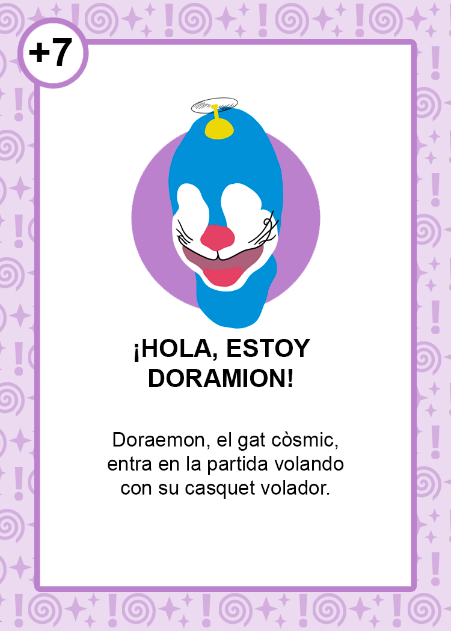 +7
¡HOLA, ESTOY
DORAMION!
Doraemon, el gat còsmic,
entra en la partida volando
con su casquet volador.